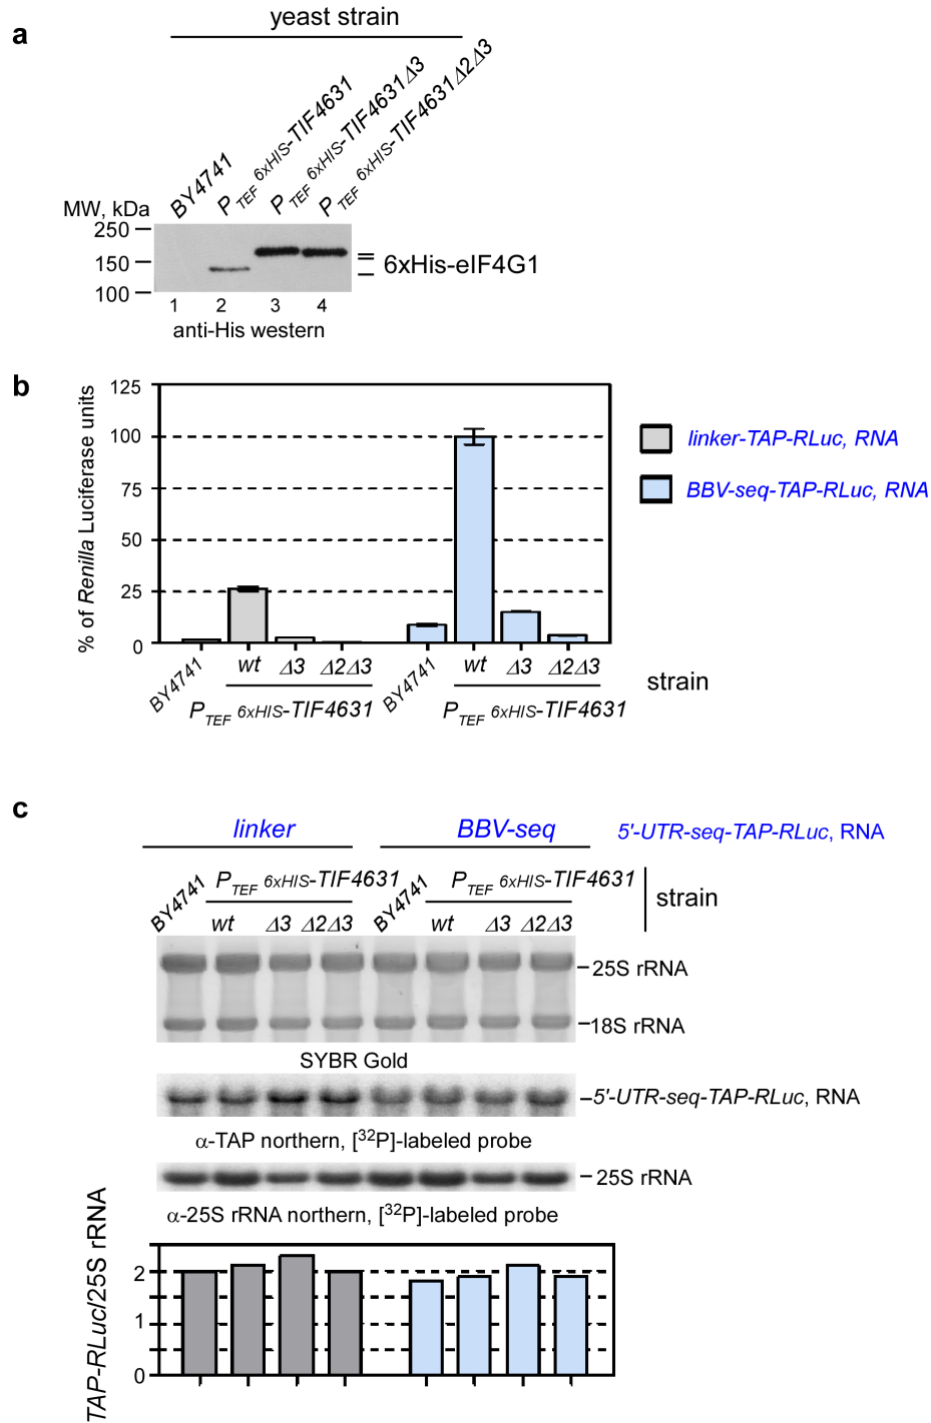 a
yeast strain
BY4741
P TEF 6xHIS-TIF4631
P TEF 6xHIS-TIF4631Δ3
P TEF 6xHIS-TIF4631Δ2Δ3
MW, kDa
250
150
100
6xHis-eIF4G1
1 2 3 4
anti-His western
b
% of Renilla Luciferase units
125
100
75
50
25
0
linker-TAP-RLuc, RNA
BBV-seq-TAP-RLuc, RNA
BY4741 wt Δ3 Δ2Δ3 BY4741 wt Δ3 Δ2Δ3
strain
PTEF 6xHIS-TIF4631 PTEF 6xHIS-TIF4631
c
linker BBV-seq 5'-UTR-seq-TAP-RLuc, RNA
BY4741 PTEF 6xHIS-TIF4631 BY4741 PTEF 6xHIS-TIF4631 strain
wt Δ3 Δ2Δ3 wt Δ3 Δ2Δ3
25S rRNA
18S rRNA
SYBR Gold
5'-UTR-seq-TAP-RLuc, RNA
α-TAP northern, [32P]-labeled probe
25S rRNA
α-25S rRNA northern, [32P]-labeled probe
TAP-RLuc/25S rRNA
2
1
0